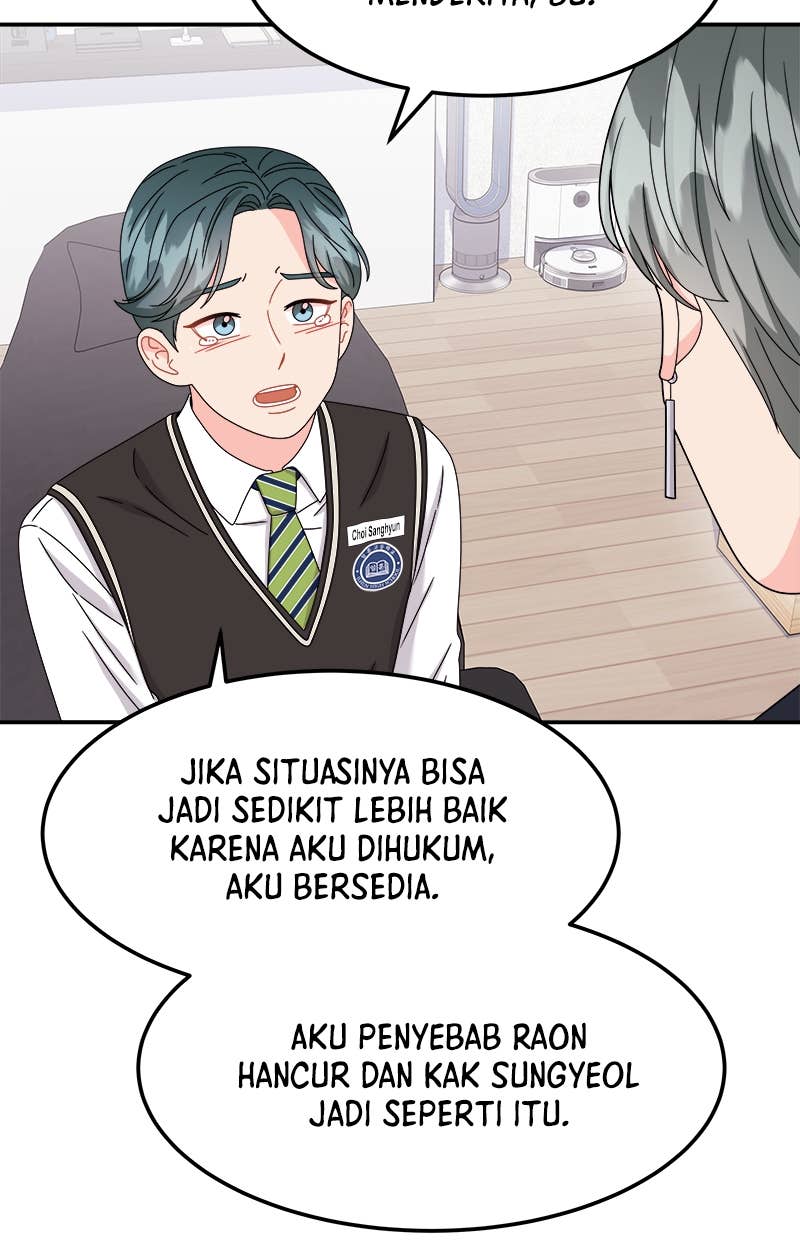 Choi Sanghyun
JIKA SITUASINYA BISA
JADI SEDIKIT LEBIH BAIK
KARENA AKU DIHUKUM,
AKU BERSEDIA.
AKU PENYEBAB RAON
HANCUR DAN KAK SUNGYEOL
JADI SEPERTI ITU.